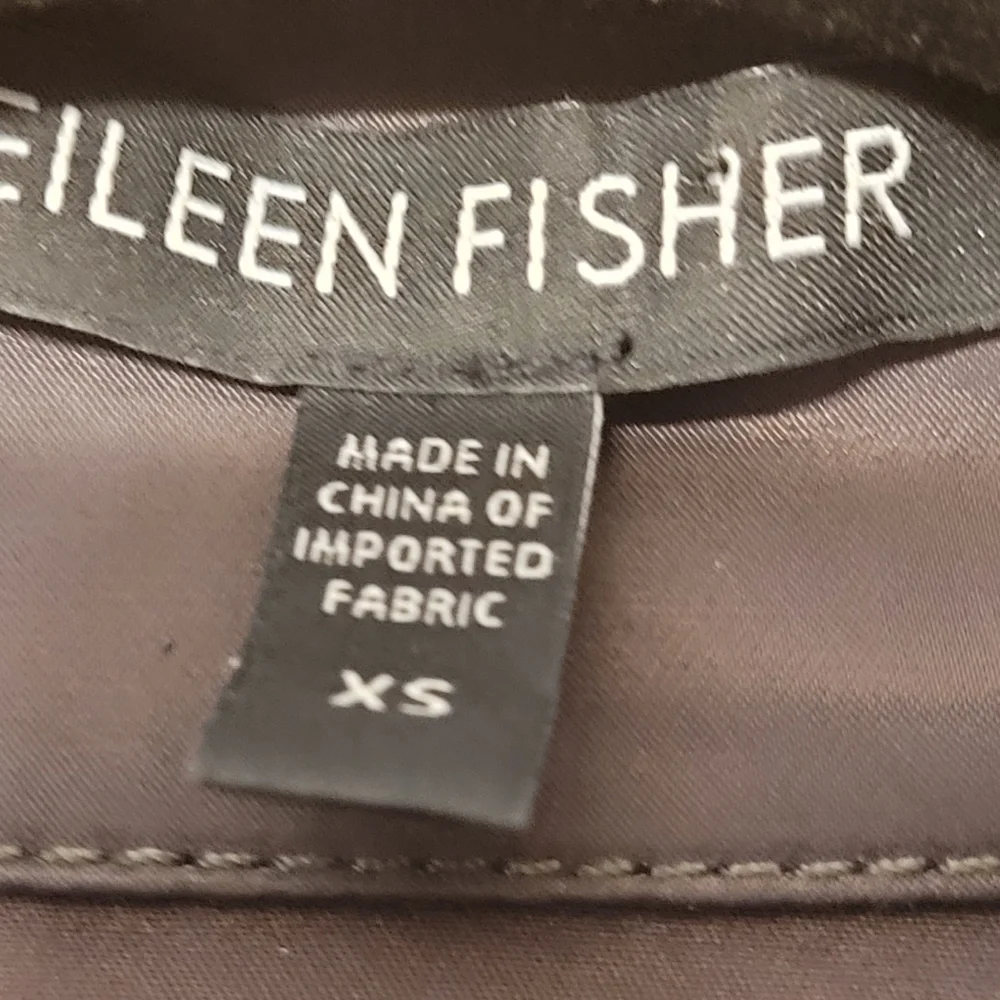 EILEEN FISHER
MADE IN
CHINA OF
IMPORTED
FABRIC
XS